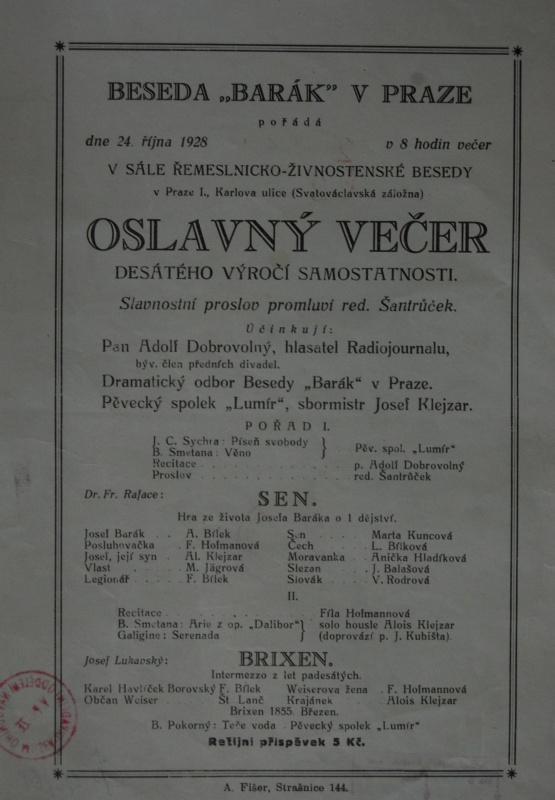 BESEDA „BARÁK” V PRAZE
pořádá
dne 24. října 1928 v 8 hodin večer
V SÁLE ŘEMESLNICKO-ŽIVNOSTENSKÉ BESEDY
v Praze I., Karlova ulice (Svatováclavská záložna)
OSLAVNÝ VEČER
DESÁTÉHO VÝROČÍ SAMOSTATNOSTI.
Slavnostní proslov promluví red. Šantrůček.
Účinkují:
Pan Adolf Dobrovolný, hlasatel Radiojournalu,
býv. člen předních divadel.
Dramatický odbor Besedy „Barák” v Praze.
Pěvecký spolek „Lumír“, sbormistr Josef Klejzar.
POŘAD I.
J. C. Sychra: Píseň svobody
B. Smetana: Věno } Pěv. spol. „Lumír“
Recitace . . . . . p. Adolf Dobrovolný
Proslov . . . . . red. Šantrůček
Dr. Fr. Rajace: SEN.
Hra ze života Josefa Baráka o 1 dějství.
Josef Barák . . A. Bílek Sen . . . Marta Kuncová
Posluhovačka . F. Hofmanová Čech . . . L. Bílková
Josef, její syn . Al. Klejzar Moravanka . Anička Hladíková
Vlast . . . . M. Jágrová Slezan . . . J. Balašová
Legionář . . . . F. Bílek Slovák . . . V. Rodrová
II.
Recitace . . . . . Fíla Hofmannová
B. Smetana: Arie z op. „Dalibor“ } solo housle Alois Klejzar
Galigine: Serenada } (doprovází p. J. Kubišta).
Josef Lukavský: BRIXEN.
Intermezzo z let padesátých.
Karel Havlíček Borovský F. Bílek Weiserova žena . F. Hofmannová
Občan Weiser . . . St Lanč Krajánek . . . Alois Klejzar
Brixen 1855. Březen.
B. Pokorný: Teče voda - Pěvecký spolek „Lumír“
Režijní příspěvek 5 Kč.
A. Fišer, Strašnice 144.